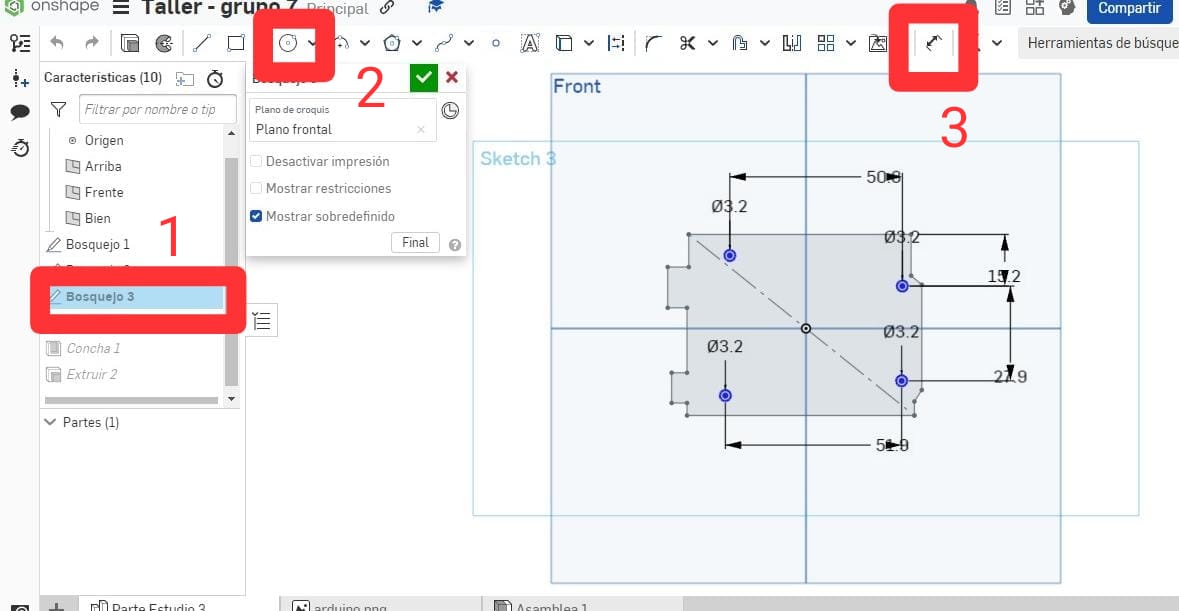 onshape
Taller - grupo 7
Principal
Compartir
Herramientas de búsque
Características (10)
Filtrar por nombre o tip
Origen
Arriba
Frente
Bien
Bosquejo 1
Bosquejo 3
Concha 1
Extruir 2
Partes (1)
1
2
3
Plano de croquis
Plano frontal
Desactivar impresión
Mostrar restricciones
Mostrar sobredefinido
Final
Front
Sketch 3
50.8
Ø3.2
Ø3.2
15.2
Ø3.2
Ø3.2
27.9
51.9
Parte Estudio 3
arduino.png
Asamblea 1